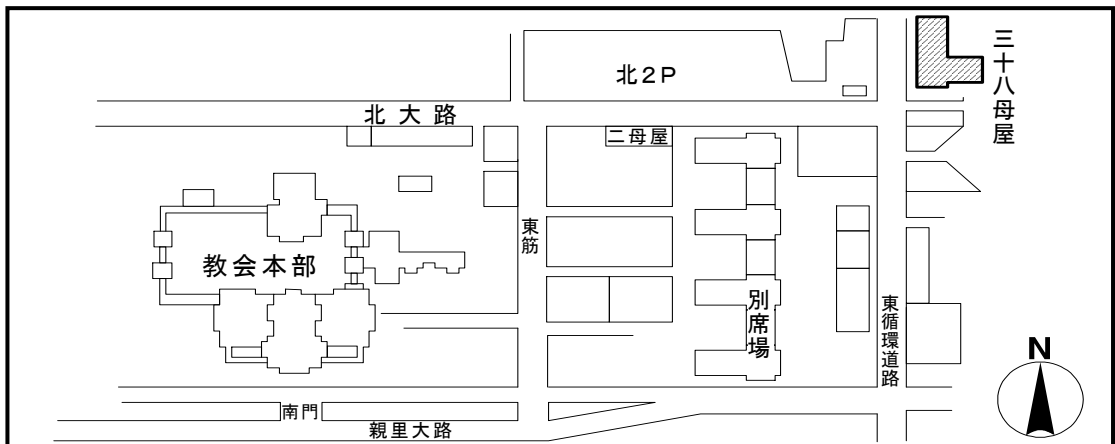 北2P
三十八母屋
北大路
二母屋
東筋
教会本部
別席場
東循環道路
N
南門
親里大路